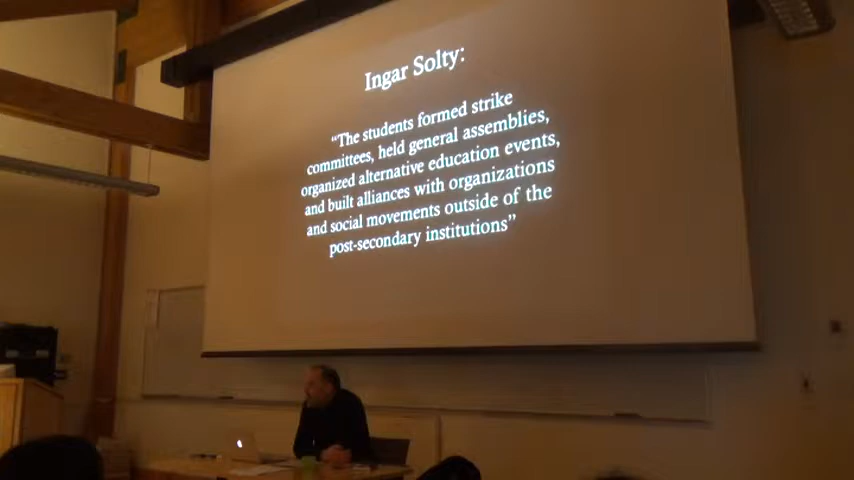 Ingar Solty:
“The students formed strike
committees, held general assemblies,
organized alternative education events,
and built alliances with organizations
and social movements outside of the
post-secondary institutions”